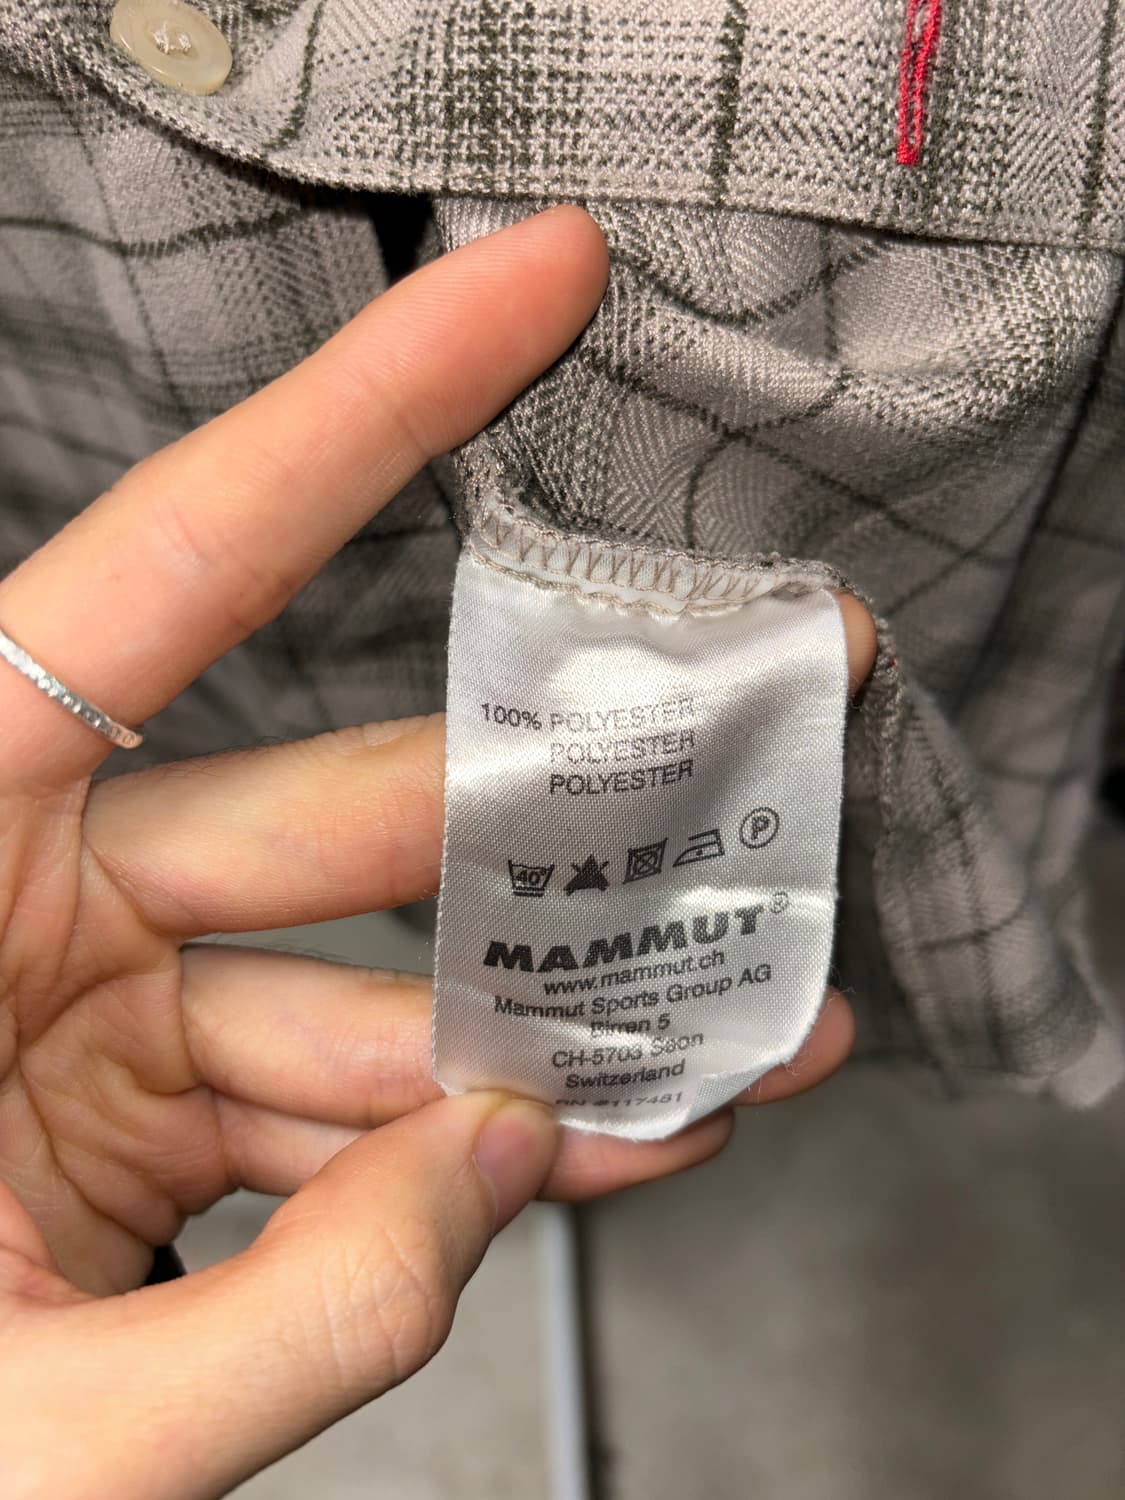 100% POLYESTER
POLYESTER
POLYESTER
40°
P
MAMMUT®
www.mammut.ch
Mammut Sports Group AG
Birren 5
CH-5703 Seon
Switzerland
#117481